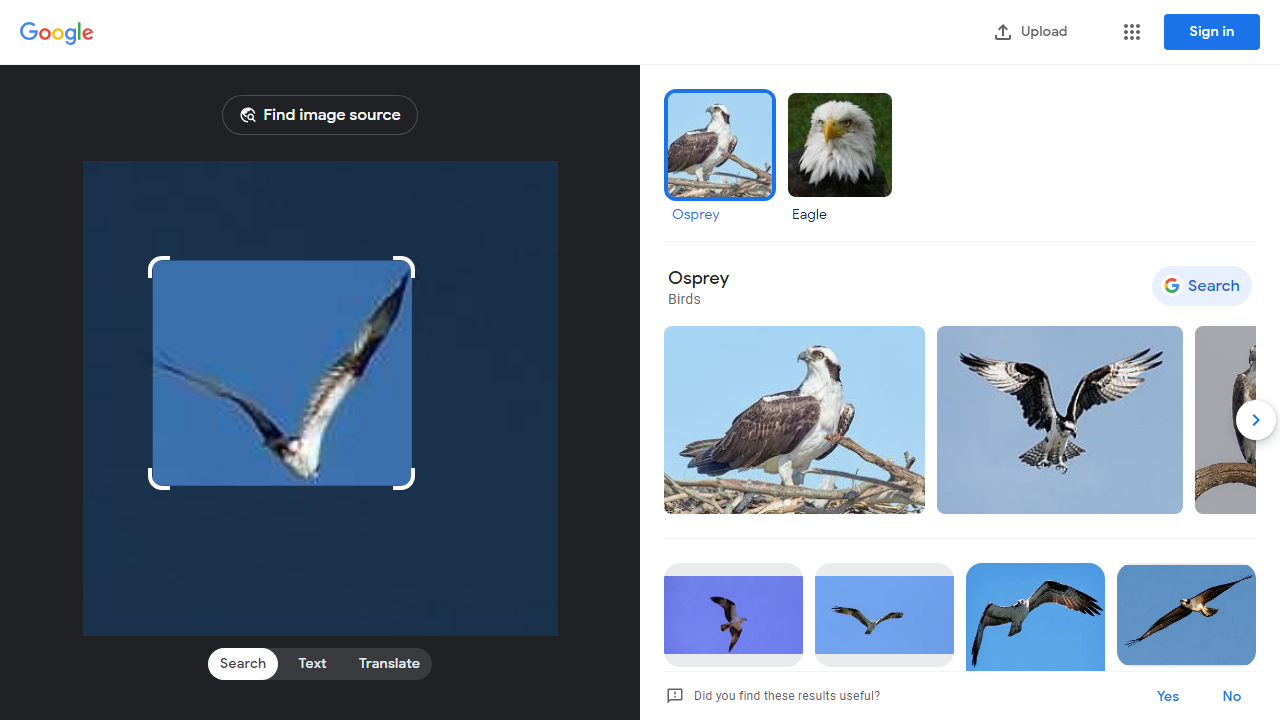 Google
Upload
Sign in
Find image source
Search
Text
Translate
Osprey
Eagle
Osprey
Birds
Search
Did you find these results useful?
Yes
No